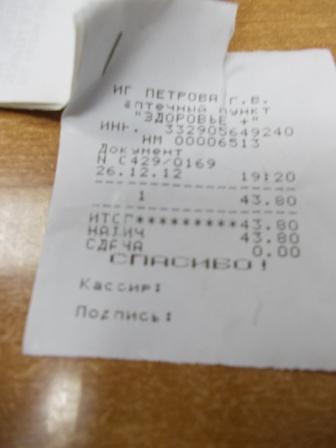 ИП ПЕТРОВА Г.В.
аптечный пункт
"ЗДОРОВЬЕ +"
ИНН. 332905649240
НМ 00006513
Документ
N С429/0169
26.12.12 19:20
1 43.80
ИТОГ*********43.80
НАЛИЧ 43.80
СДАЧА 0.00
СПАСИБО!
Кассир:
Подпись: